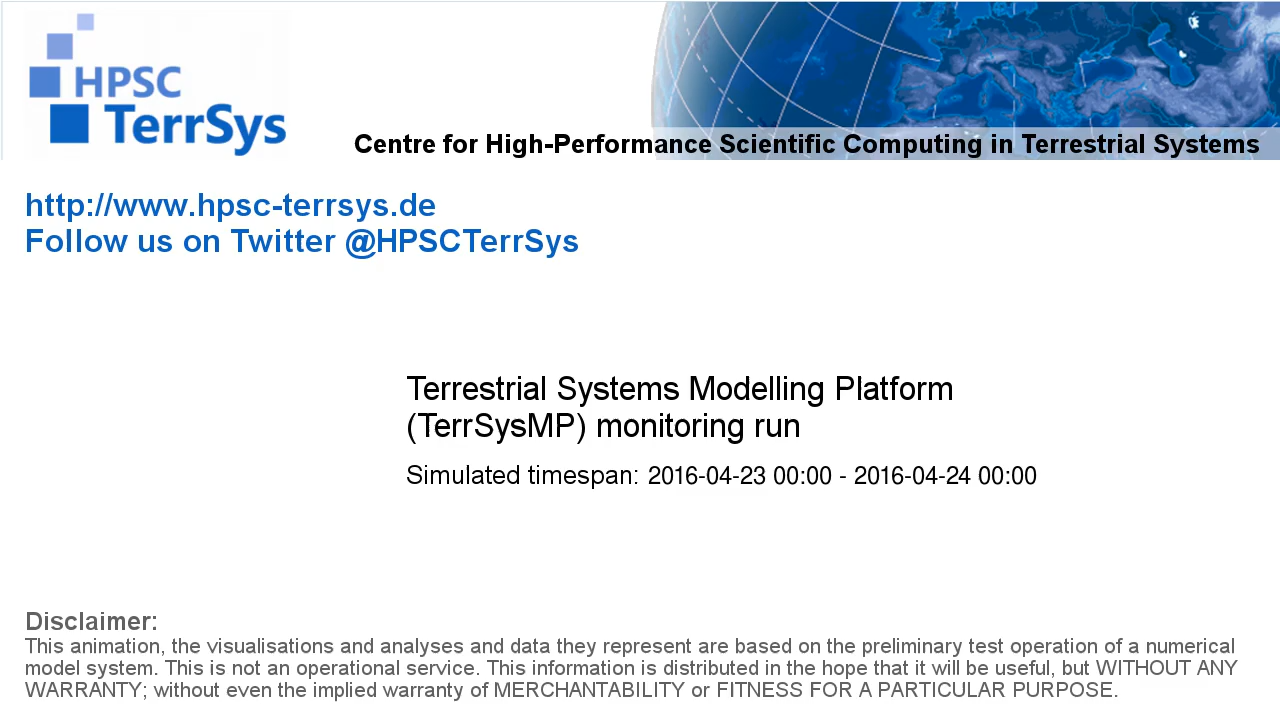 HPSC
TerrSys
Centre for High-Performance Scientific Computing in Terrestrial Systems
http://www.hpsc-terrsys.de
Follow us on Twitter @HPSCTerrSys
Terrestrial Systems Modelling Platform
(TerrSysMP) monitoring run
Simulated timespan: 2016-04-23 00:00 - 2016-04-24 00:00
Disclaimer:
This animation, the visualisations and analyses and data they represent are based on the preliminary test operation of a numerical
model system. This is not an operational service. This information is distributed in the hope that it will be useful, but WITHOUT ANY
WARRANTY; without even the implied warranty of MERCHANTABILITY or FITNESS FOR A PARTICULAR PURPOSE.